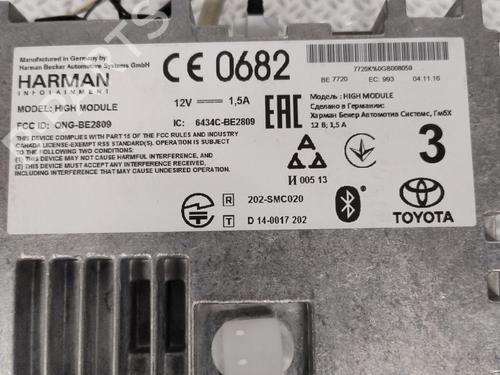 Manufactured in Germany by
Harman Becker Automotive Systems GmbH
HARMAN
INFOTAINMENT
MODEL: HIGH MODULE
FCC ID: ONG-BE2809
CE 0682
12V 1,5A
IC: 6434C-BE2809
THIS DEVICE COMPLIES WITH PART 15 OF THE FCC RULES AND INDUSTRY
CANADA LICENSE-EXEMPT RSS STANDARD(S). OPERATION IS SUBJECT TO
THE FOLLOWING TWO CONDITIONS: (1) THIS DEVICE MAY NOT CAUSE
INTERFERENCE, AND (2) THIS DEVICE MUST ACCEPT ANY INTERFERENCE
RECEIVED, INCLUDING INTERFERENCE THAT MAY CAUSE
UNDESIRED OPERATION.
EAC
7720K%0GB008059
BE 7720 EC: 993 04.11.16
Модель: HIGH MODULE
Сделано в Германии:
Харман Бекер Автомотив Системс, ГмбХ
12 В; 1,5 А
3
И 005 13
R 202-SMC020
T D 14-0017 202
TOYOTA